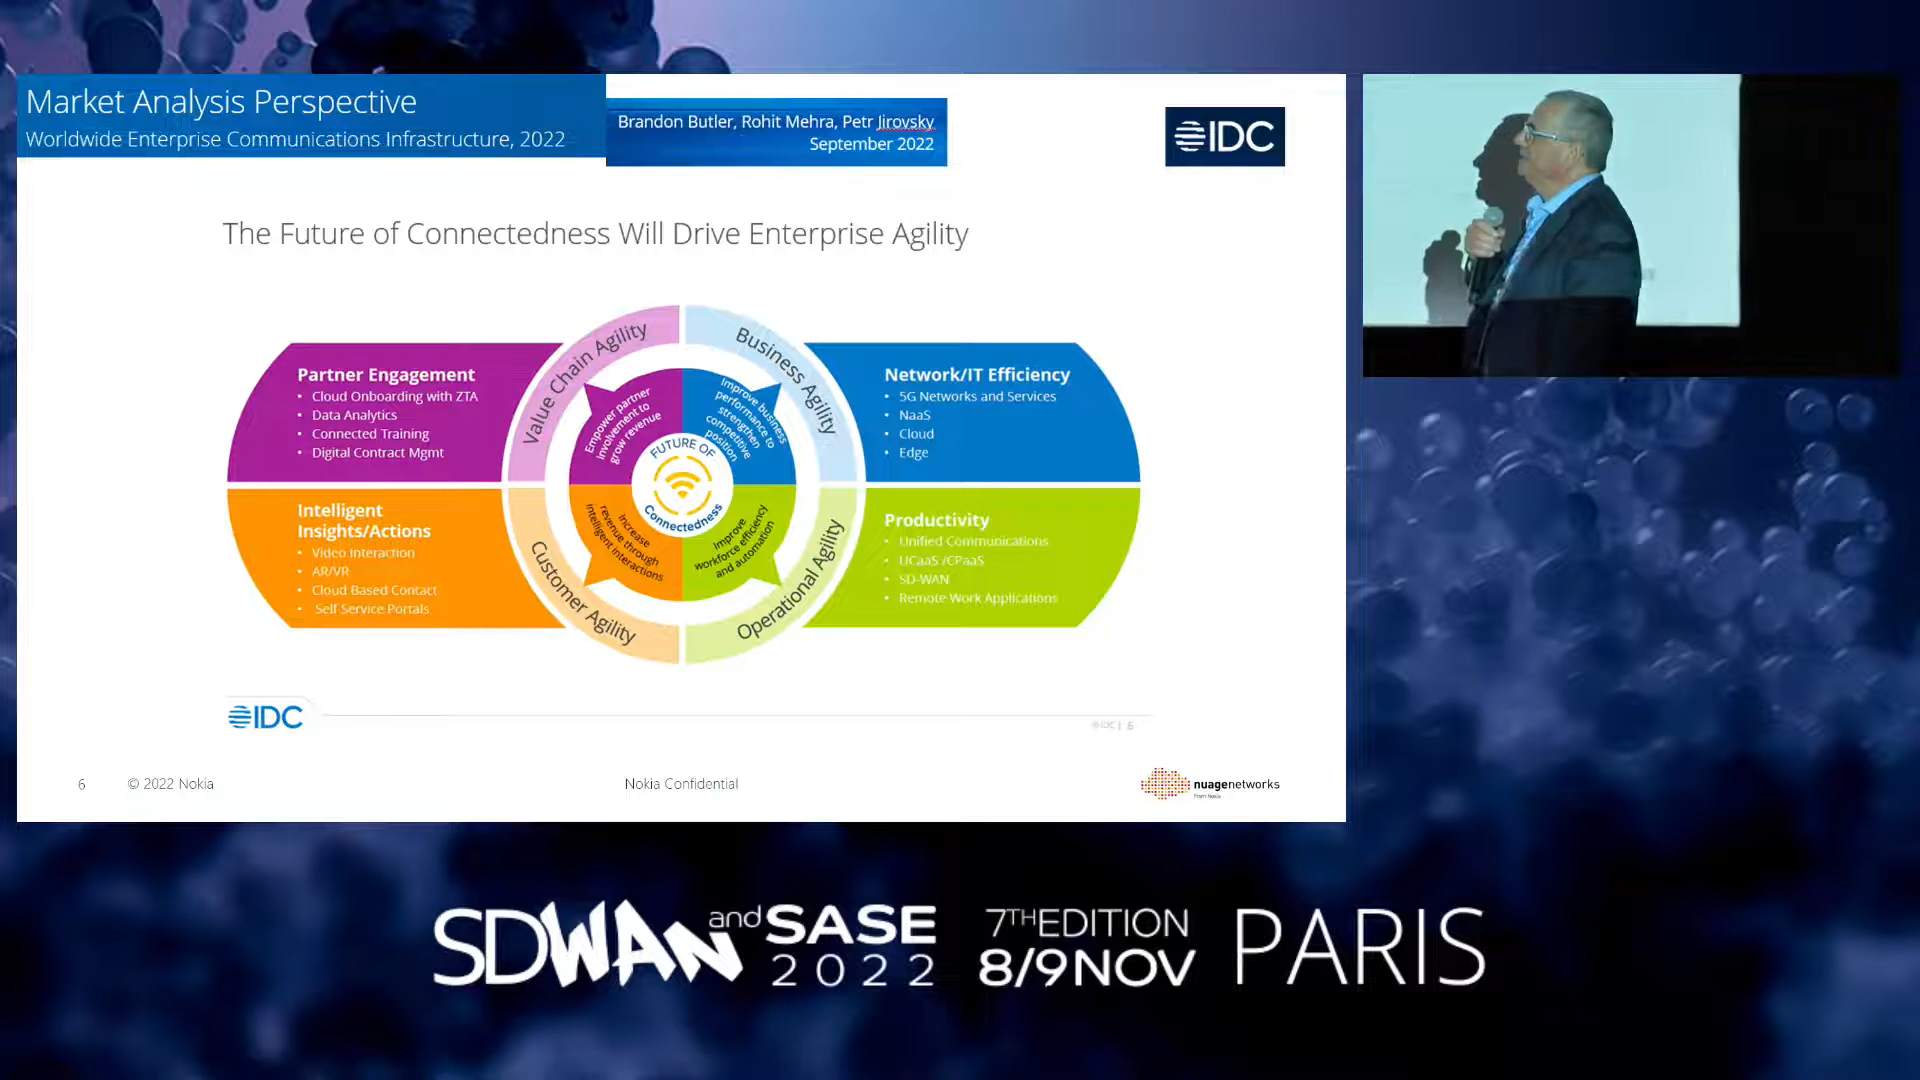 Market Analysis Perspective
Worldwide Enterprise Communications Infrastructure, 2022
Brandon Butler, Rohit Mehra, Petr Jirovsky
September 2022
IDC
The Future of Connectedness Will Drive Enterprise Agility
Partner Engagement
• Cloud Onboarding with ZTA
• Data Analytics
• Connected Training
• Digital Contract Mgmt
Value Chain Agility
Business Agility
Network/IT Efficiency
• 5G Networks and Services
• NaaS
• Cloud
• Edge
Empower partner
involvement to
grow revenue
Improve business
performance to
strengthen
competitive
position
FUTURE OF
Connectedness
Intelligent
Insights/Actions
• Video Interaction
• AR/VR
• Cloud Based Contact
• Self Service Portals
Increase
revenue through
intelligent interactions
Improve
workforce efficiency
and automation
Customer Agility
Operational Agility
Productivity
• Unified Communications
• UCaaS /CPaaS
• SD-WAN
• Remote Work Applications
IDC
© IDC | 6
6
© 2022 Nokia
Nokia Confidential
nuagenetworks
From Nokia
SDWAN and SASE
2022
7TH EDITION
8/9NOV
PARIS